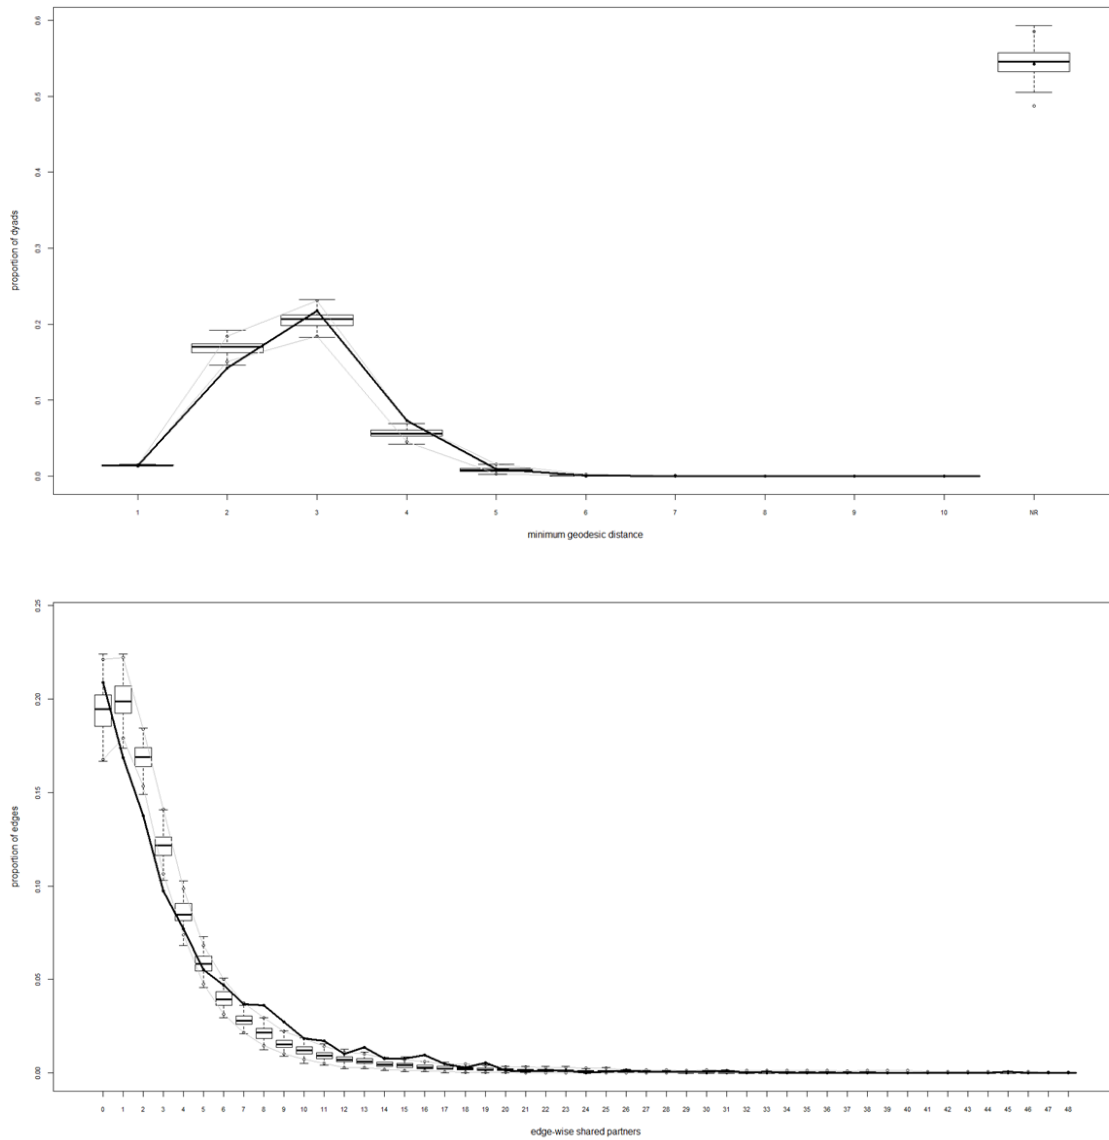 0.6
0.5
0.4
0.3
0.2
0.1
0.0
proportion of dyads
1 2 3 4 5 6 7 8 9 10 NR
minimum geodesic distance
0.25
0.20
0.15
0.10
0.05
0.00
proportion of edges
0 1 2 3 4 5 6 7 8 9 10 11 12 13 14 15 16 17 18 19 20 21 22 23 24 25 26 27 28 29 30 31 32 33 34 35 36 37 38 39 40 41 42 43 44 45 46 47 48
edge-wise shared partners